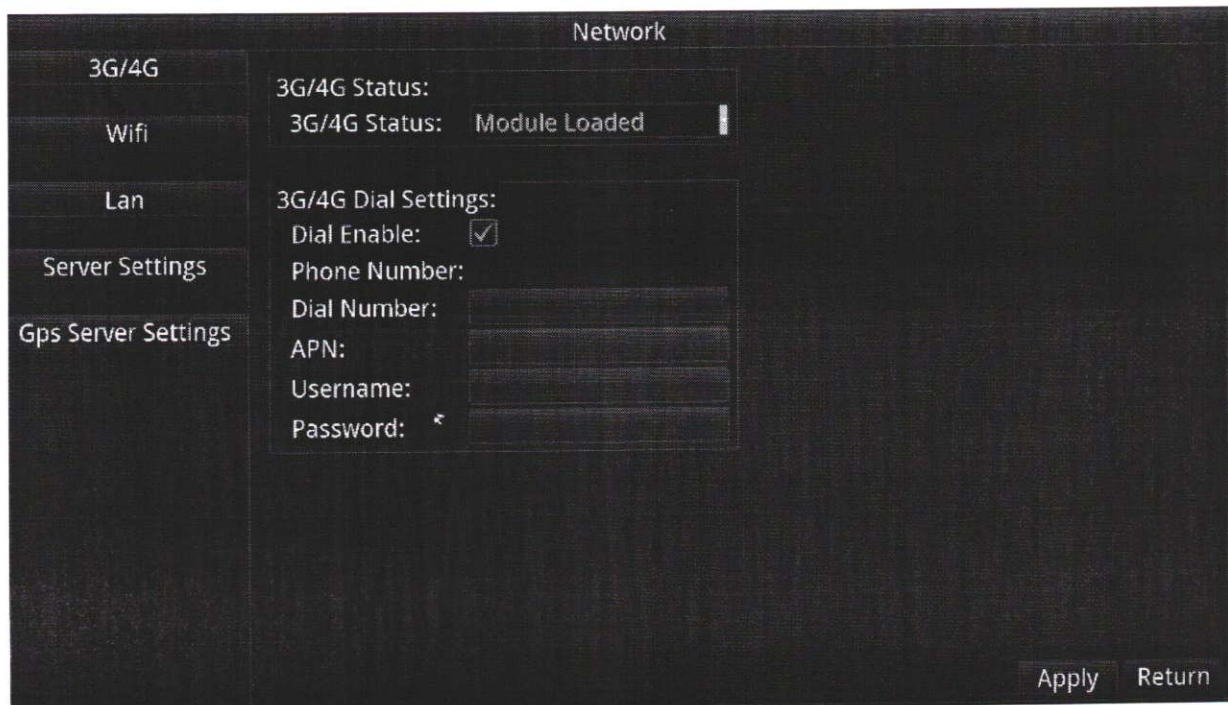 Network
3G/4G
Wifi
Lan
Server Settings
Gps Server Settings
3G/4G Status:
3G/4G Status: Module Loaded
3G/4G Dial Settings:
Dial Enable:
Phone Number:
Dial Number:
APN:
Username:
Password:
Apply Return